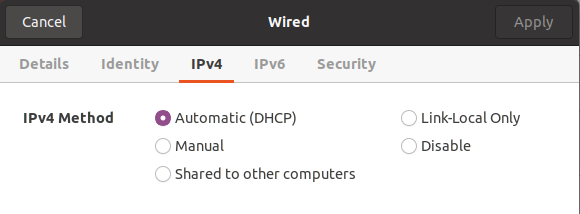 Cancel Wired Apply
Details Identity IPv4 IPv6 Security
IPv4 Method Automatic (DHCP) Link-Local Only
Manual Disable
Shared to other computers